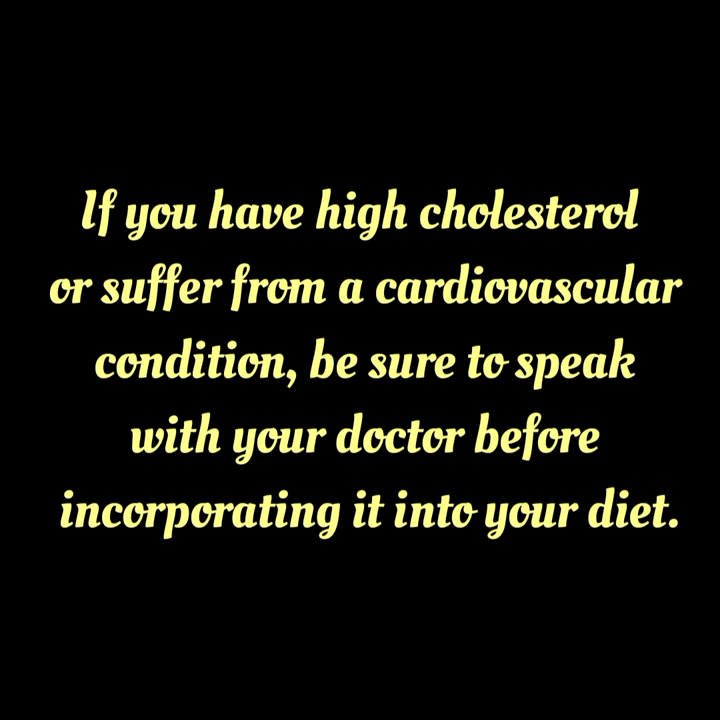 If you have high cholesterol
or suffer from a cardiovascular
condition, be sure to speak
with your doctor before
incorporating it into your diet.